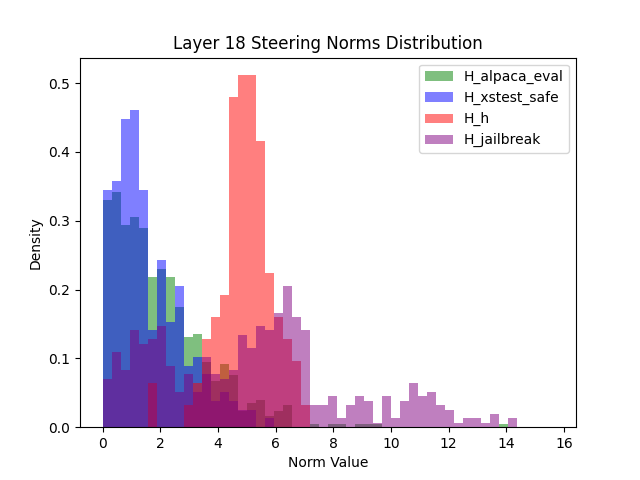 Layer 18 Steering Norms Distribution
H_alpaca_eval
H_xstest_safe
H_h
H_jailbreak
Density
0.5
0.4
0.3
0.2
0.1
0.0
0 2 4 6 8 10 12 14 16
Norm Value